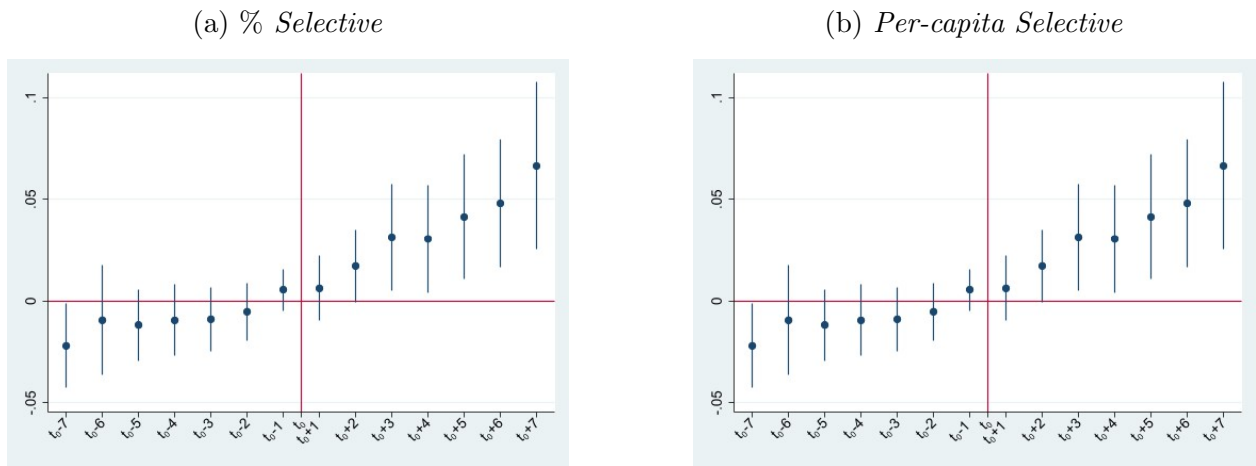 (a) % Selective
(b) Per-capita Selective
.1
.05
0
-.05
t₀-7
t₀-6
t₀-5
t₀-4
t₀-3
t₀-2
t₀-1
t₀
t₀+1
t₀+2
t₀+3
t₀+4
t₀+5
t₀+6
t₀+7
.1
.05
0
-.05
t₀-7
t₀-6
t₀-5
t₀-4
t₀-3
t₀-2
t₀-1
t₀
t₀+1
t₀+2
t₀+3
t₀+4
t₀+5
t₀+6
t₀+7